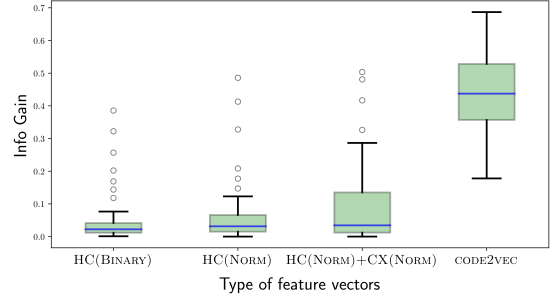 0.7
0.6
0.5
0.4
0.3
0.2
0.1
0.0
Info Gain
HC(BINARY) HC(NORM) HC(NORM)+CX(NORM) CODE2VEC
Type of feature vectors